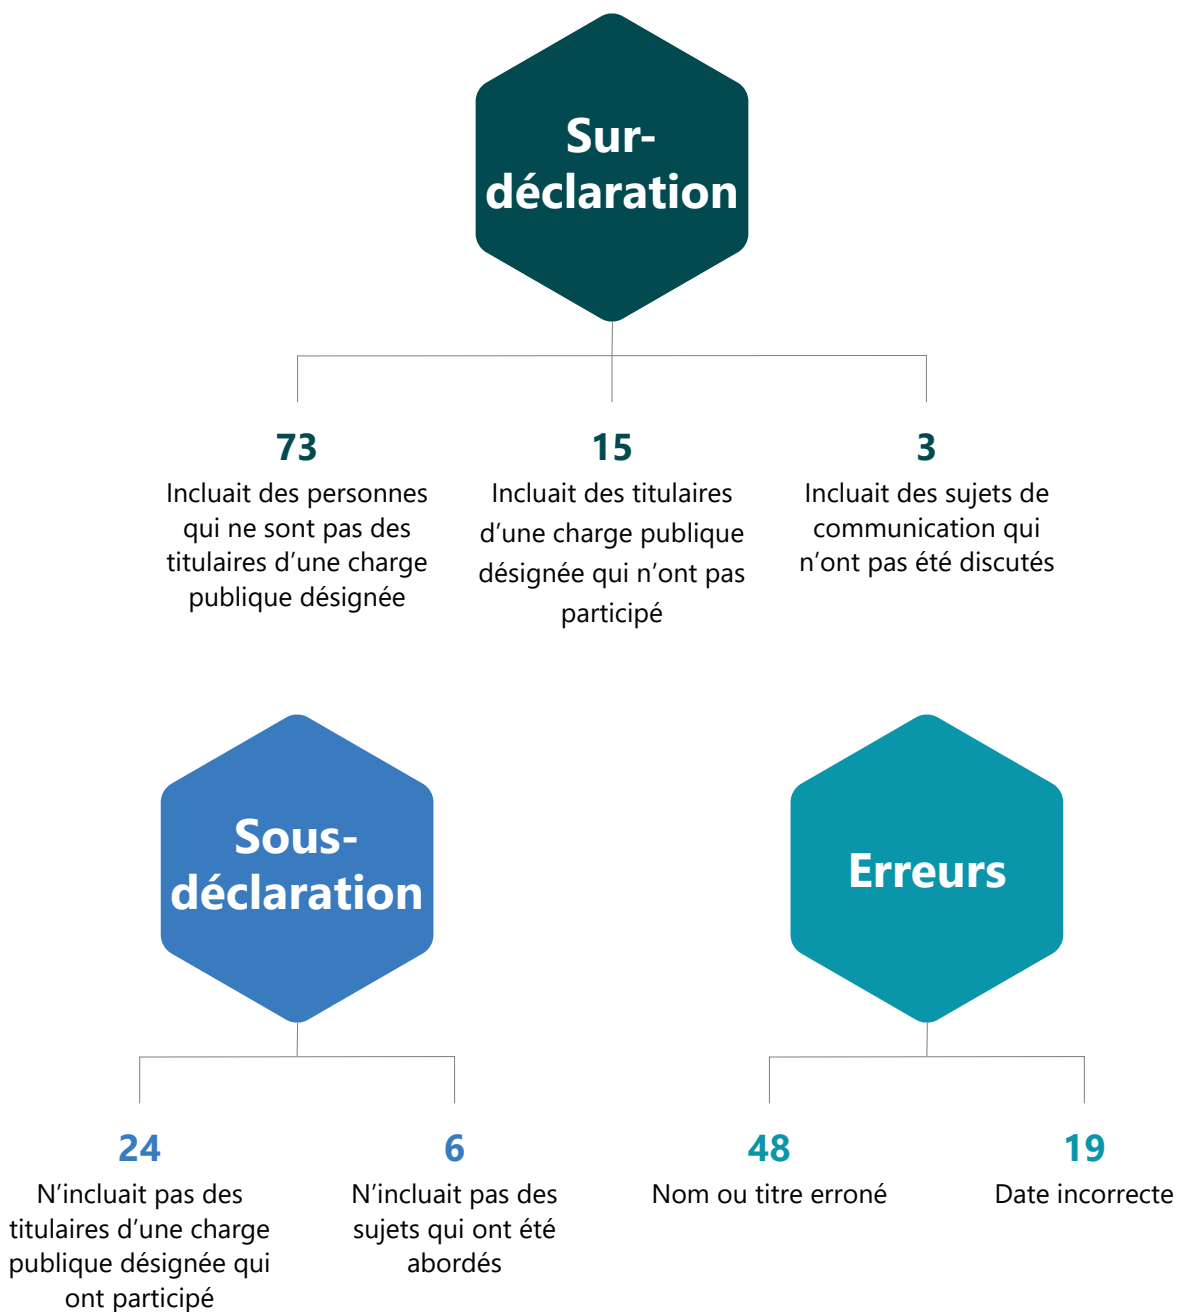 Sur-
déclaration
73
Incluait des personnes
qui ne sont pas des
titulaires d’une charge
publique désignée
15
Incluait des titulaires
d’une charge publique
désignée qui n’ont pas
participé
3
Incluait des sujets de
communication qui
n’ont pas été discutés
Sous-
déclaration
24
N’incluait pas des
titulaires d’une charge
publique désignée qui
ont participé
6
N’incluait pas des
sujets qui ont été
abordés
Erreurs
48
Nom ou titre erroné
19
Date incorrecte